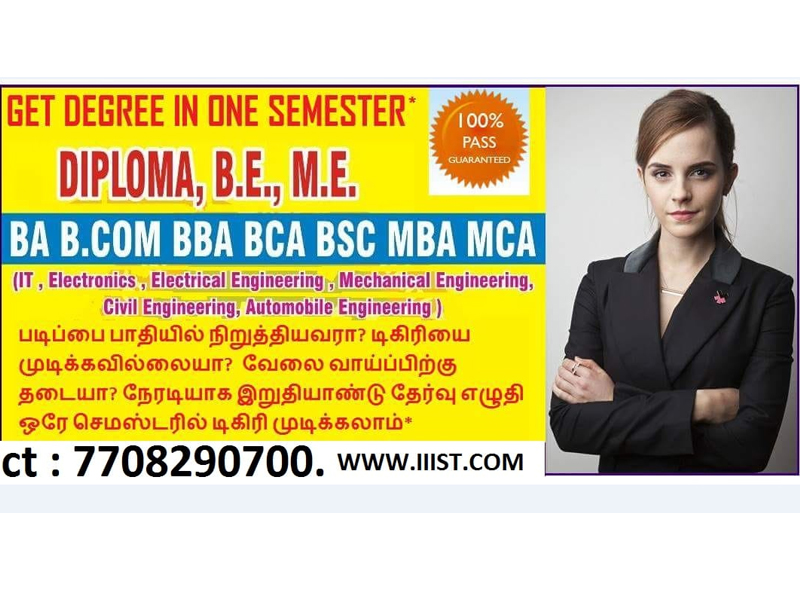 GET DEGREE IN ONE SEMESTER*
100%
PASS
GUARANTEED
DIPLOMA, B.E., M.E.
BA B.COM BBA BCA BSC MBA MCA
(IT , Electronics , Electrical Engineering , Mechanical Engineering,
Civil Engineering, Automobile Engineering )
படிப்பை பாதியில் நிறுத்தியவரா? டிகிரியை
முடிக்கவில்லையா? வேலை வாய்ப்பிற்கு
தடையா? நேரடியாக இறுதியாண்டு தேர்வு எழுதி
ஒரே செமஸ்டரில் டிகிரி முடிக்கலாம்*
ct : 7708290700. WWW.IIIST.COM